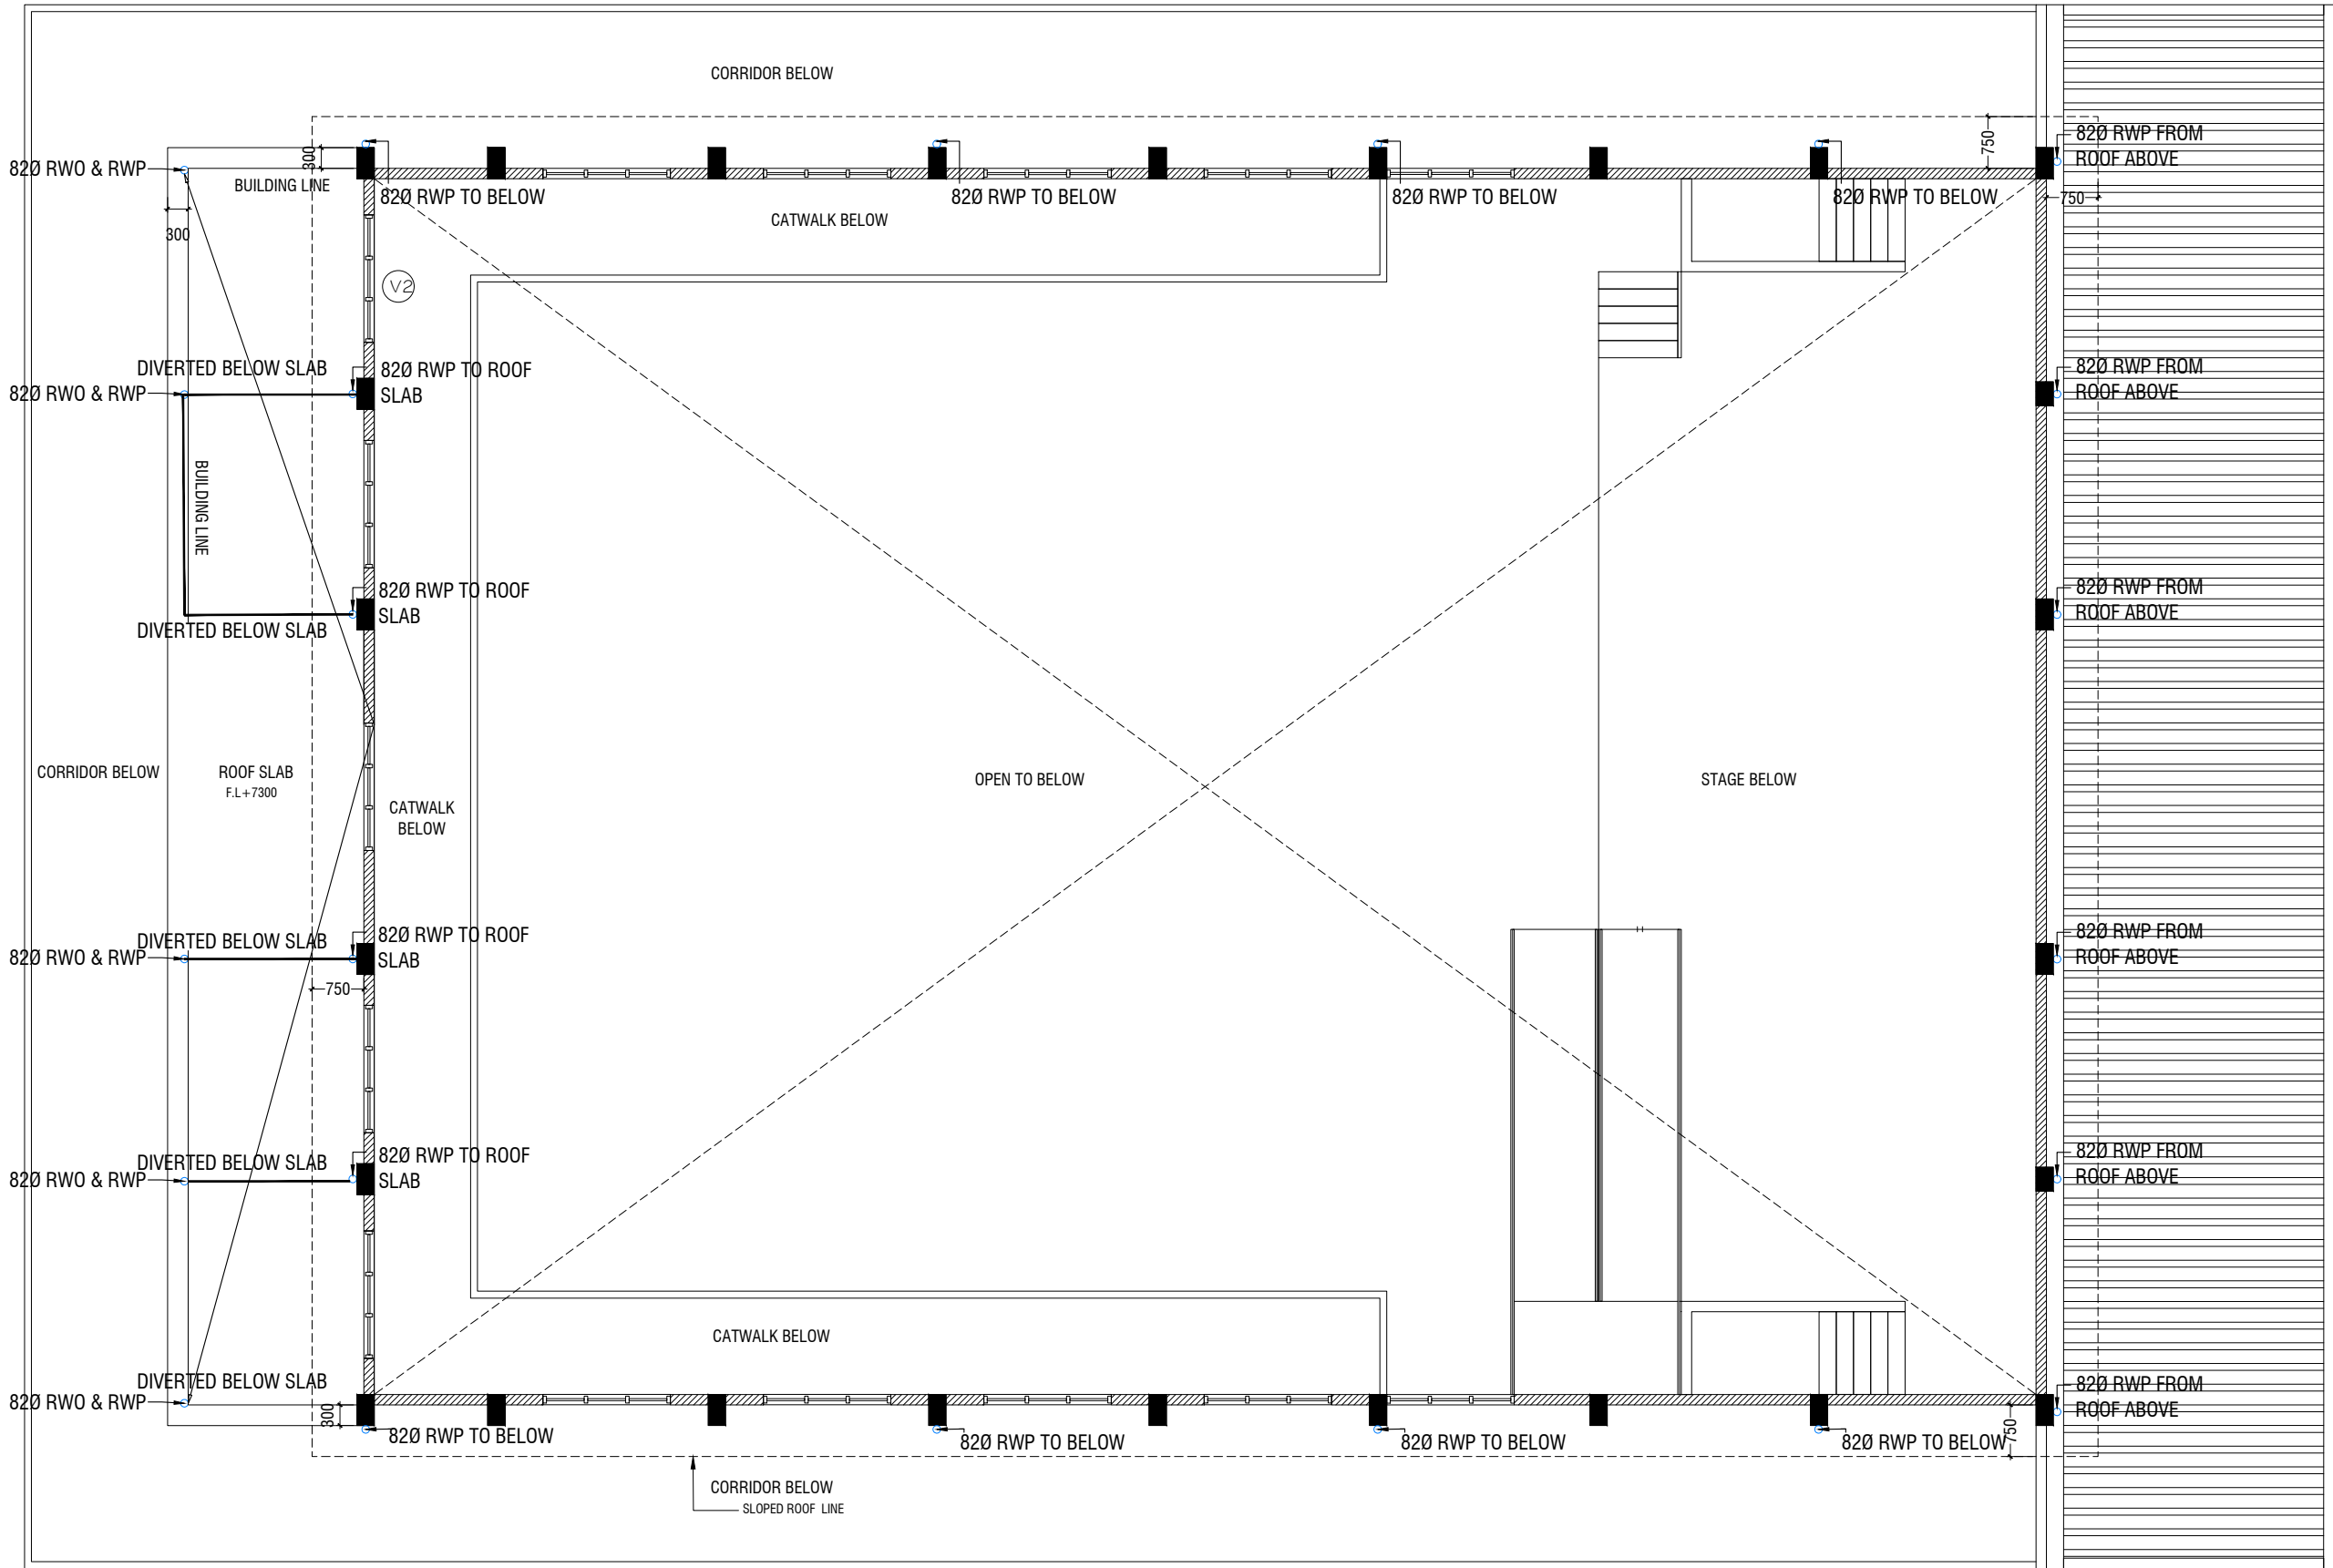 CORRIDOR BELOW
82Ø RWO & RWP
300
BUILDING LINE
300
82Ø RWP TO BELOW
82Ø RWP TO BELOW
82Ø RWP TO BELOW
82Ø RWP TO BELOW
750
82Ø RWP FROM
ROOF ABOVE
750
CATWALK BELOW
V2
DIVERTED BELOW SLAB
82Ø RWO & RWP
82Ø RWP TO ROOF
SLAB
82Ø RWP FROM
ROOF ABOVE
BUILDING LINE
82Ø RWP TO ROOF
SLAB
DIVERTED BELOW SLAB
82Ø RWP FROM
ROOF ABOVE
CORRIDOR BELOW
ROOF SLAB
F.L+7300
CATWALK
BELOW
OPEN TO BELOW
STAGE BELOW
DIVERTED BELOW SLAB
82Ø RWO & RWP
82Ø RWP TO ROOF
SLAB
750
82Ø RWP FROM
ROOF ABOVE
DIVERTED BELOW SLAB
82Ø RWO & RWP
82Ø RWP TO ROOF
SLAB
82Ø RWP FROM
ROOF ABOVE
CATWALK BELOW
DIVERTED BELOW SLAB
82Ø RWO & RWP
300
82Ø RWP TO BELOW
82Ø RWP TO BELOW
82Ø RWP TO BELOW
82Ø RWP TO BELOW
750
82Ø RWP FROM
ROOF ABOVE
CORRIDOR BELOW
SLOPED ROOF LINE